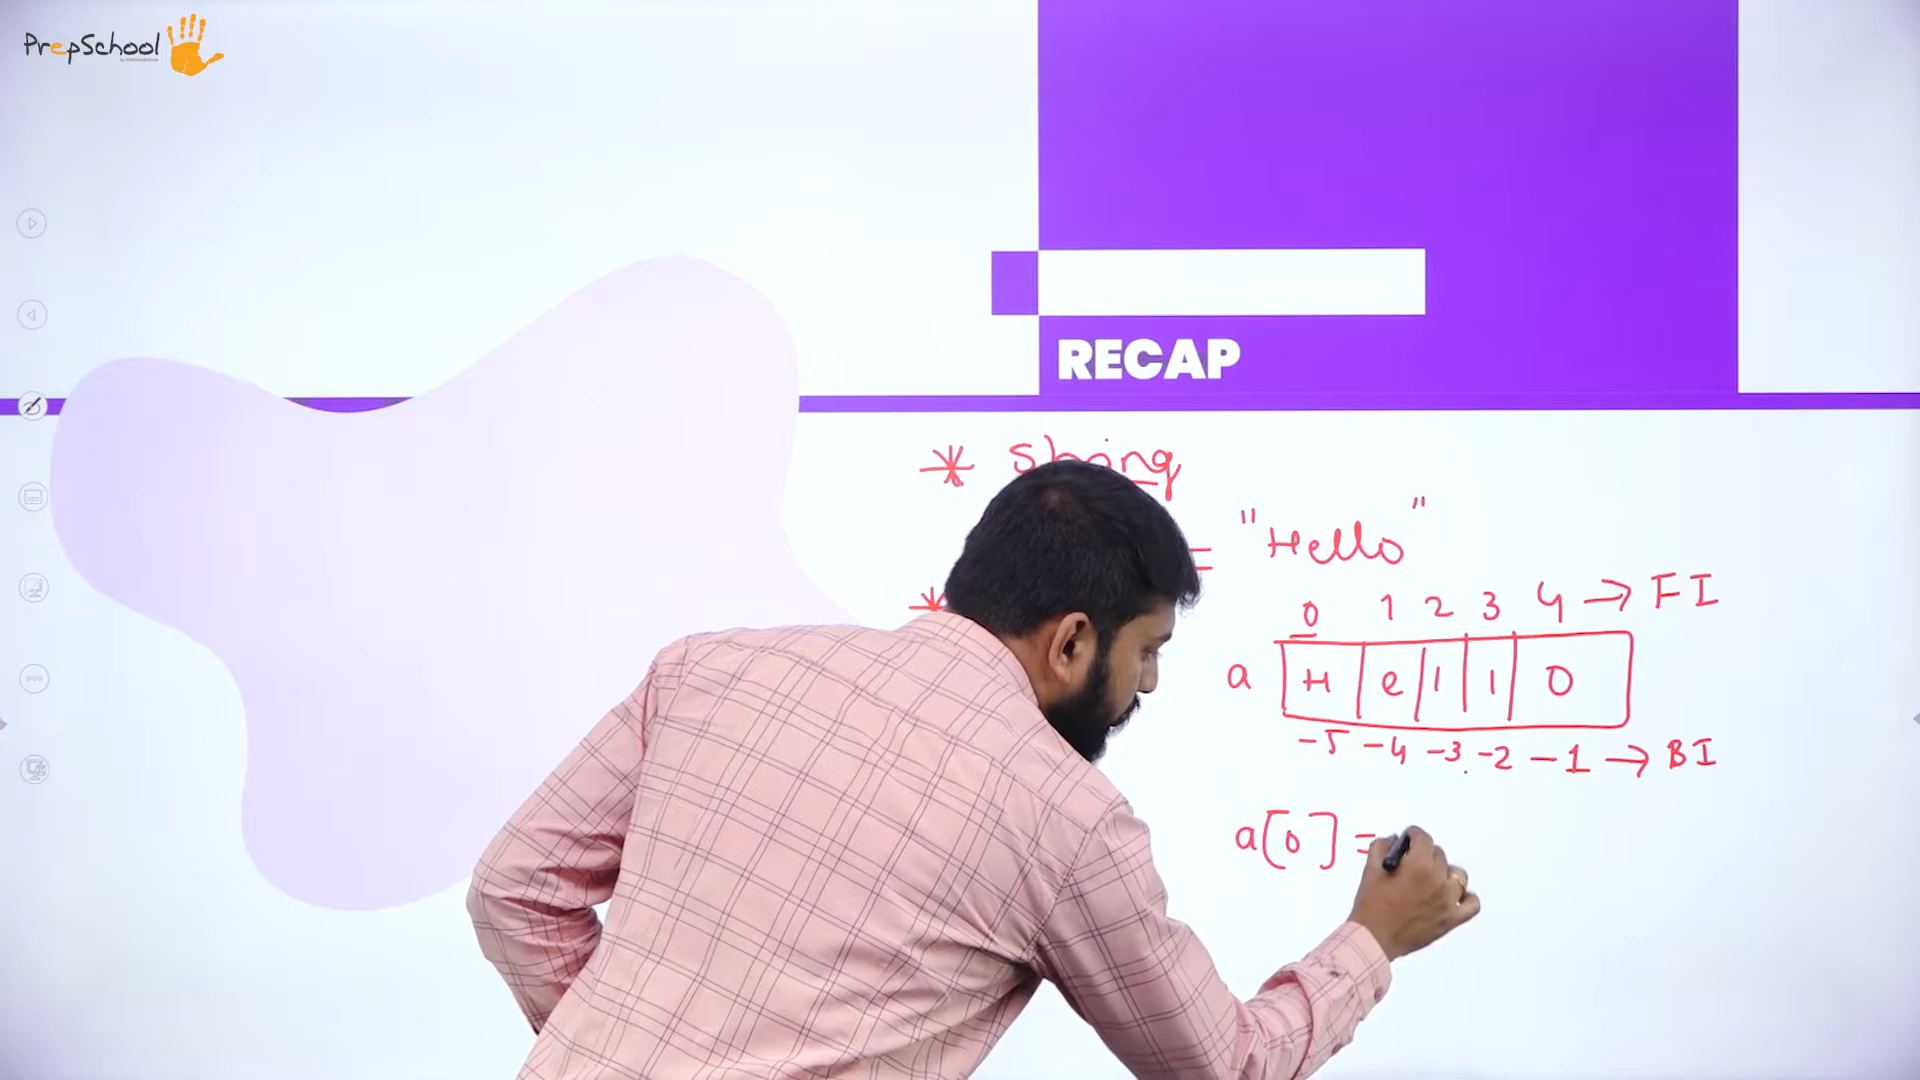 PrepSchool
RECAP
* String
= "Hello"
*
0 1 2 3 4 → FI
a H e l l o
-5 -4 -3 -2 -1 → BI
a[0] =